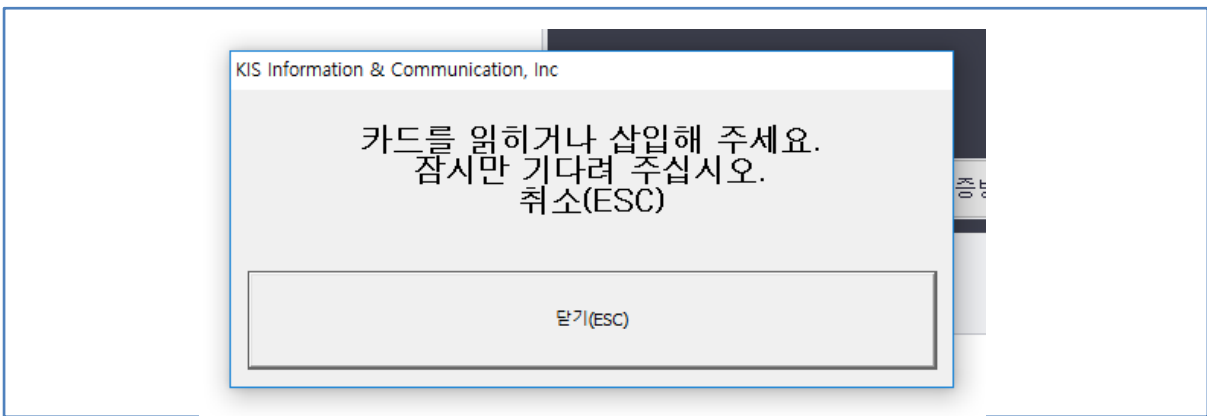 KIS Information & Communication, Inc
카드를 읽히거나 삽입해 주세요.
잠시만 기다려 주십시오.
취소(ESC)
닫기(ESC)